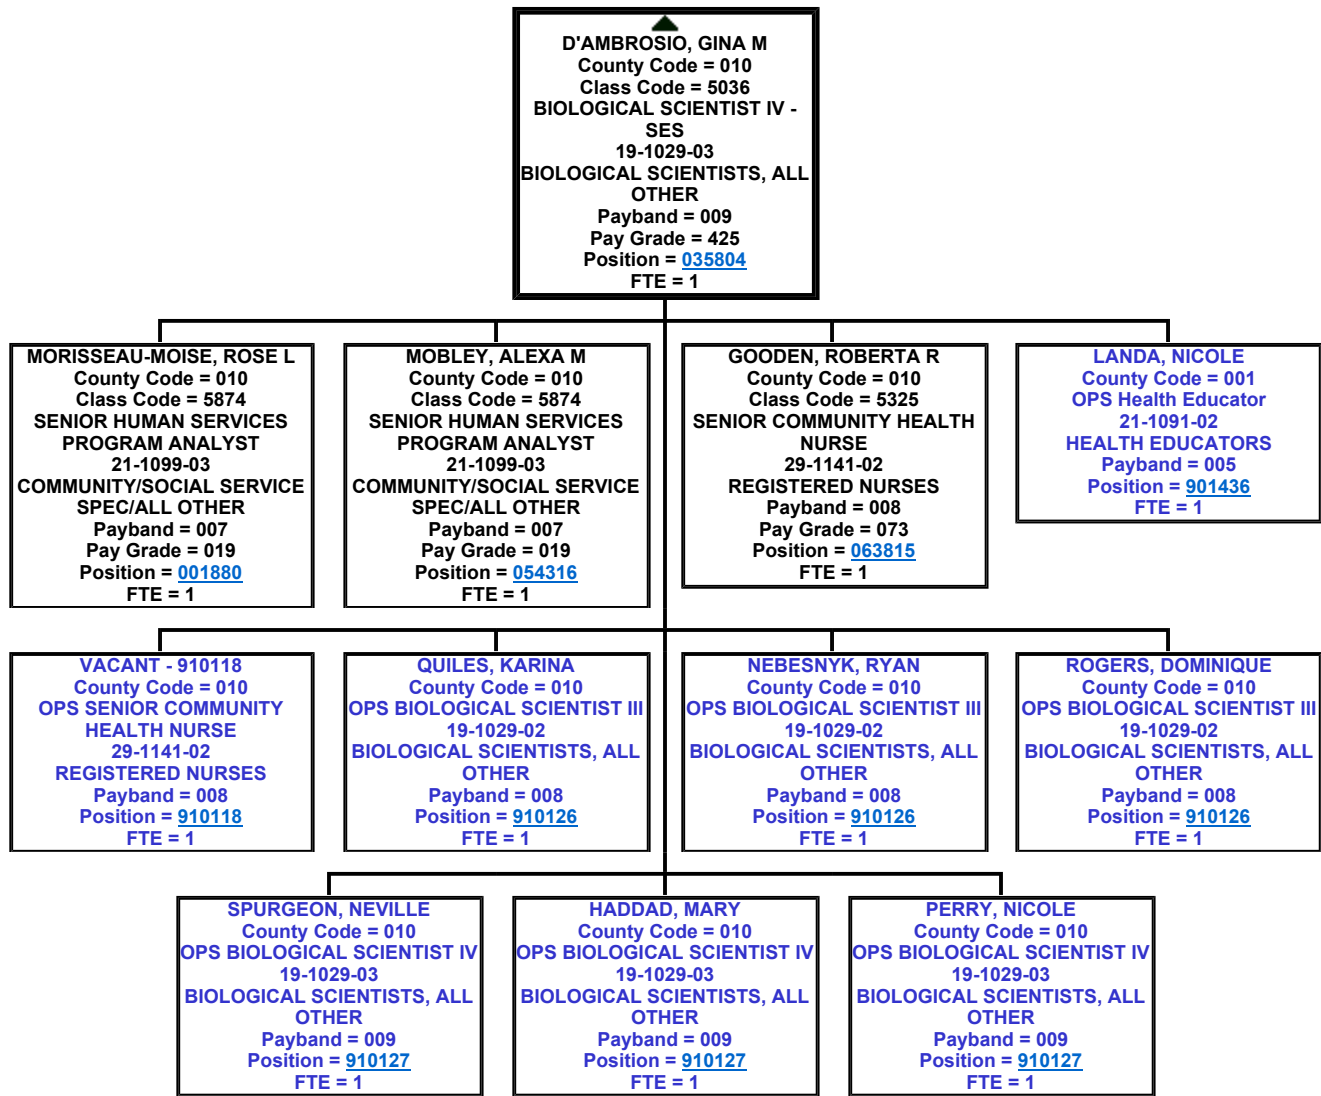 D'AMBROSIO, GINA M
County Code = 010
Class Code = 5036
BIOLOGICAL SCIENTIST IV -
SES
19-1029-03
BIOLOGICAL SCIENTISTS, ALL
OTHER
Payband = 009
Pay Grade = 425
Position = 035804
FTE = 1
MORISSEAU-MOISE, ROSE L
County Code = 010
Class Code = 5874
SENIOR HUMAN SERVICES
PROGRAM ANALYST
21-1099-03
COMMUNITY/SOCIAL SERVICE
SPEC/ALL OTHER
Payband = 007
Pay Grade = 019
Position = 001880
FTE = 1
MOBLEY, ALEXA M
County Code = 010
Class Code = 5874
SENIOR HUMAN SERVICES
PROGRAM ANALYST
21-1099-03
COMMUNITY/SOCIAL SERVICE
SPEC/ALL OTHER
Payband = 007
Pay Grade = 019
Position = 054316
FTE = 1
GOODEN, ROBERTA R
County Code = 010
Class Code = 5325
SENIOR COMMUNITY HEALTH
NURSE
29-1141-02
REGISTERED NURSES
Payband = 008
Pay Grade = 073
Position = 063815
FTE = 1
LANDA, NICOLE
County Code = 001
OPS Health Educator
21-1091-02
HEALTH EDUCATORS
Payband = 005
Position = 901436
FTE = 1
VACANT - 910118
County Code = 010
OPS SENIOR COMMUNITY
HEALTH NURSE
29-1141-02
REGISTERED NURSES
Payband = 008
Position = 910118
FTE = 1
QUILES, KARINA
County Code = 010
OPS BIOLOGICAL SCIENTIST III
19-1029-02
BIOLOGICAL SCIENTISTS, ALL
OTHER
Payband = 008
Position = 910126
FTE = 1
NEBESNYK, RYAN
County Code = 010
OPS BIOLOGICAL SCIENTIST III
19-1029-02
BIOLOGICAL SCIENTISTS, ALL
OTHER
Payband = 008
Position = 910126
FTE = 1
ROGERS, DOMINIQUE
County Code = 010
OPS BIOLOGICAL SCIENTIST III
19-1029-02
BIOLOGICAL SCIENTISTS, ALL
OTHER
Payband = 008
Position = 910126
FTE = 1
SPURGEON, NEVILLE
County Code = 010
OPS BIOLOGICAL SCIENTIST IV
19-1029-03
BIOLOGICAL SCIENTISTS, ALL
OTHER
Payband = 009
Position = 910127
FTE = 1
HADDAD, MARY
County Code = 010
OPS BIOLOGICAL SCIENTIST IV
19-1029-03
BIOLOGICAL SCIENTISTS, ALL
OTHER
Payband = 009
Position = 910127
FTE = 1
PERRY, NICOLE
County Code = 010
OPS BIOLOGICAL SCIENTIST IV
19-1029-03
BIOLOGICAL SCIENTISTS, ALL
OTHER
Payband = 009
Position = 910127
FTE = 1